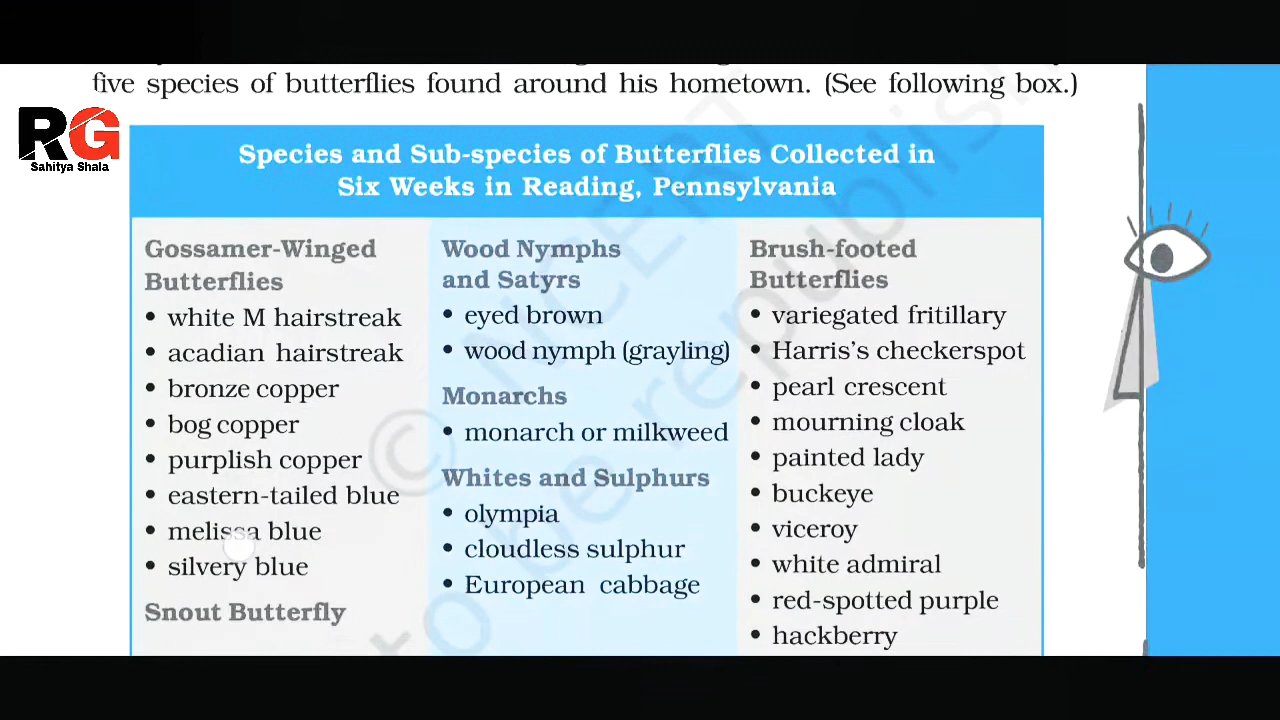 five species of butterflies found around his hometown. (See following box.)
RG
Sahitya Shala
Species and Sub-species of Butterflies Collected in
Six Weeks in Reading, Pennsylvania
Gossamer-Winged
Butterflies
• white M hairstreak
• acadian hairstreak
• bronze copper
• bog copper
• purplish copper
• eastern-tailed blue
• melissa blue
• silvery blue
Snout Butterfly
Wood Nymphs
and Satyrs
• eyed brown
• wood nymph (grayling)
Monarchs
• monarch or milkweed
Whites and Sulphurs
• olympia
• cloudless sulphur
• European cabbage
Brush-footed
Butterflies
• variegated fritillary
• Harris's checkerspot
• pearl crescent
• mourning cloak
• painted lady
• buckeye
• viceroy
• white admiral
• red-spotted purple
• hackberry
© NCERT
to be republish